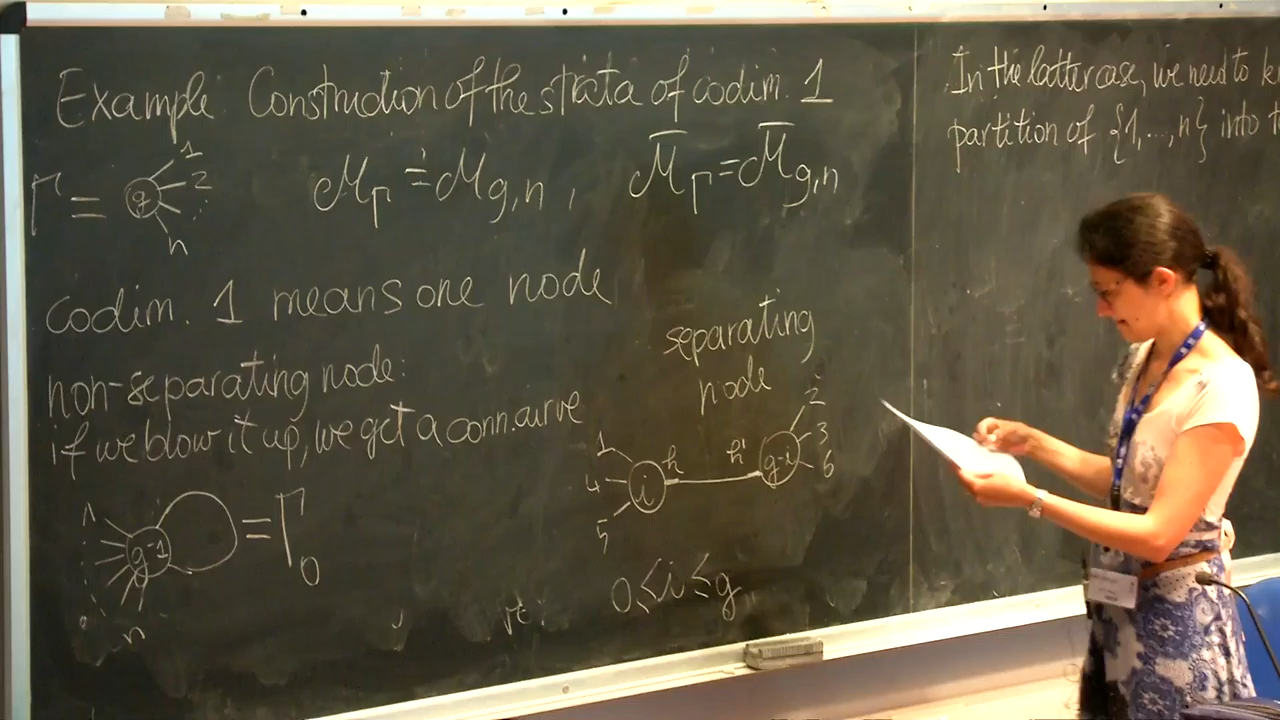 Example: Construction of the strata of codim. 1
Γ = g 1 2 n
M_Γ = M_{g,n}, M̅_Γ = M̅_{g,n}
codim. 1 means one node
non-separating node:
if we blow it up, we get a conn. curve
1 g-1 n = Γ_0
separating
node
1 4 5 i h h' g-i 2 3 6
0 ≤ i ≤ g
In the latter case, we need to
partition of {1,...,n} into